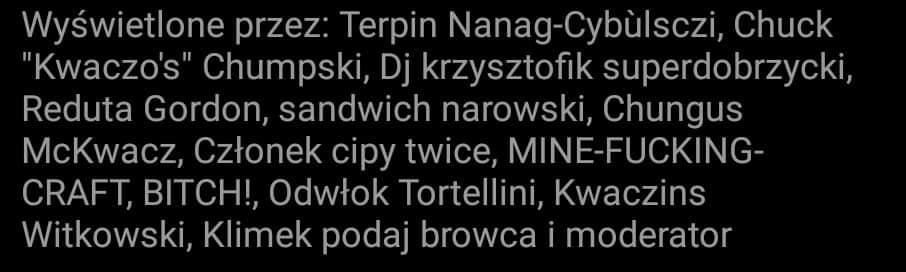 Wyświetlone przez: Terpin Nanag-Cybùlsczi, Chuck
"Kwaczo's" Chumpski, Dj krzysztofik superdobrzycki,
Reduta Gordon, sandwich narowski, Chungus
McKwacz, Członek cipy twice, MINE-FUCKING-
CRAFT, BITCH!, Odwłok Tortellini, Kwaczins
Witkowski, Klimek podaj browca i moderator